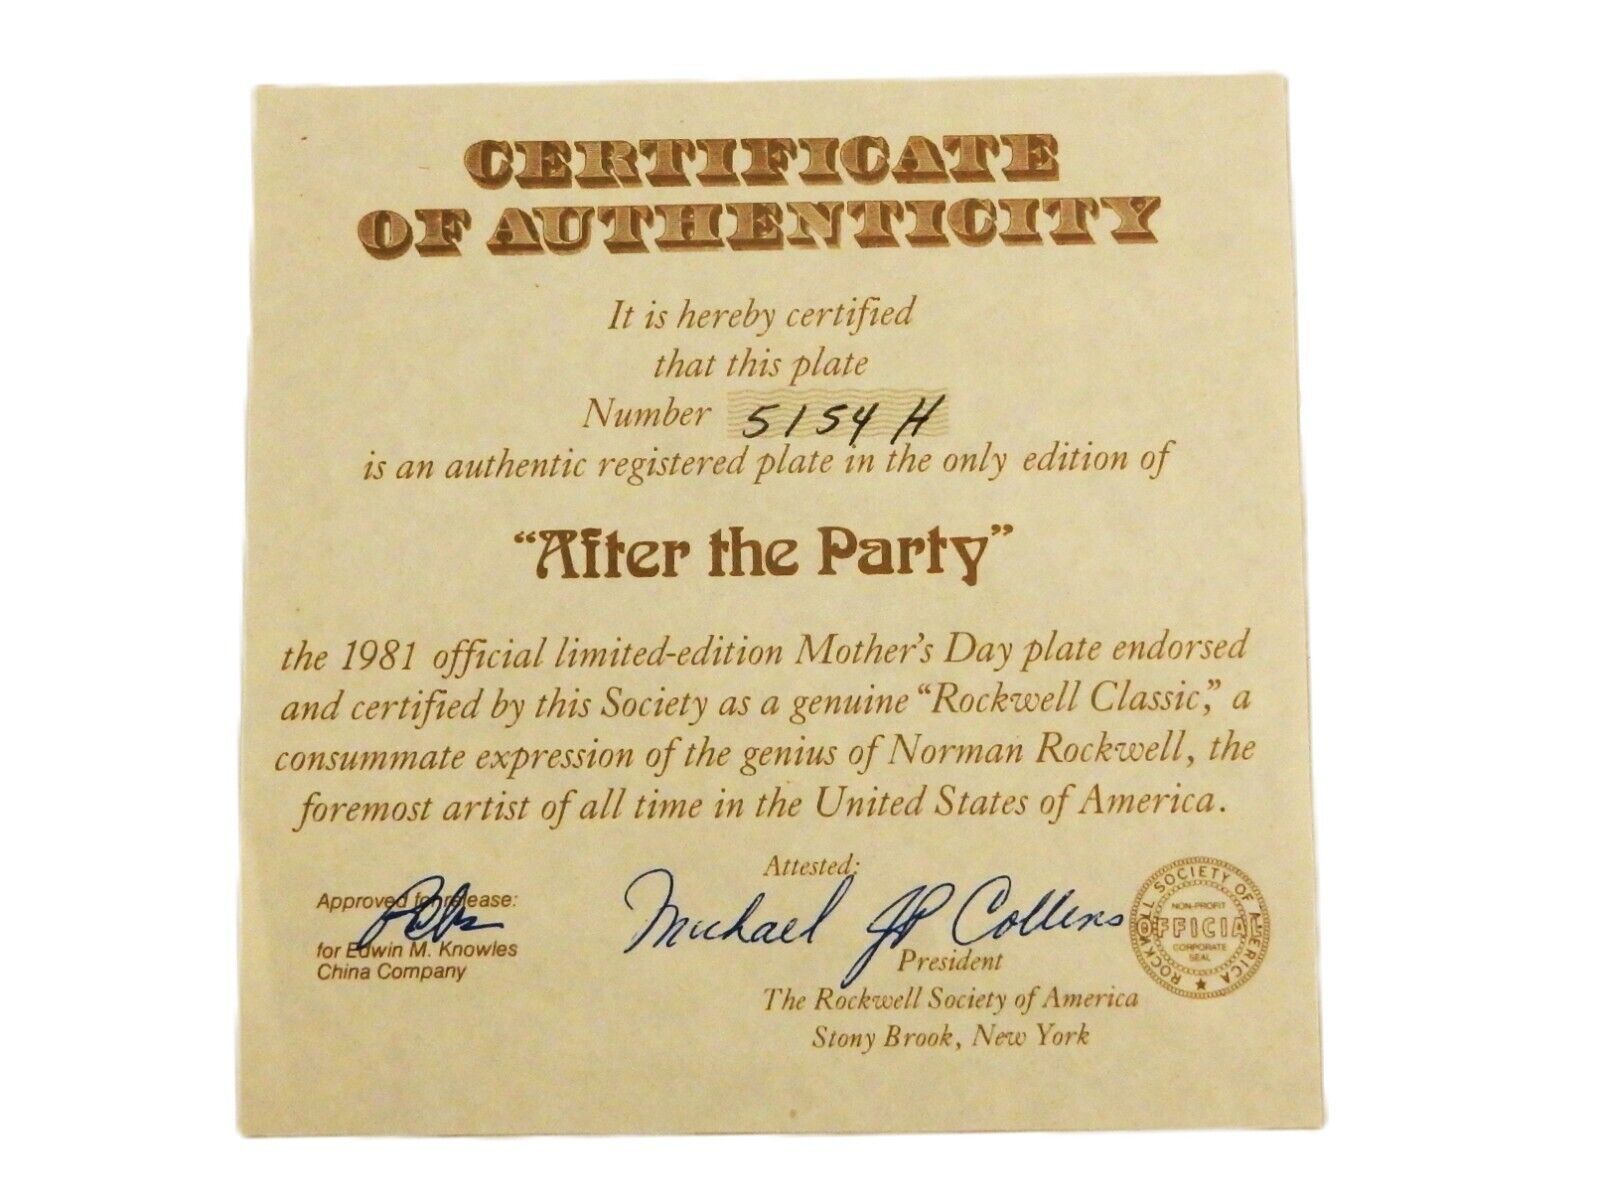 CERTIFICATE
OF AUTHENTICITY
It is hereby certified
that this plate
Number 5154 H
is an authentic registered plate in the only edition of
“After the Party”
the 1981 official limited-edition Mother’s Day plate endorsed
and certified by this Society as a genuine “Rockwell Classic,” a
consummate expression of the genius of Norman Rockwell, the
foremost artist of all time in the United States of America.
Approved for release:
for Edwin M. Knowles
China Company
Attested:
Michael JP Collins
President
The Rockwell Society of America
Stony Brook, New York
ROCKWELL SOCIETY OF AMERICA
NON-PROFIT
OFFICIAL
CORPORATE
SEAL